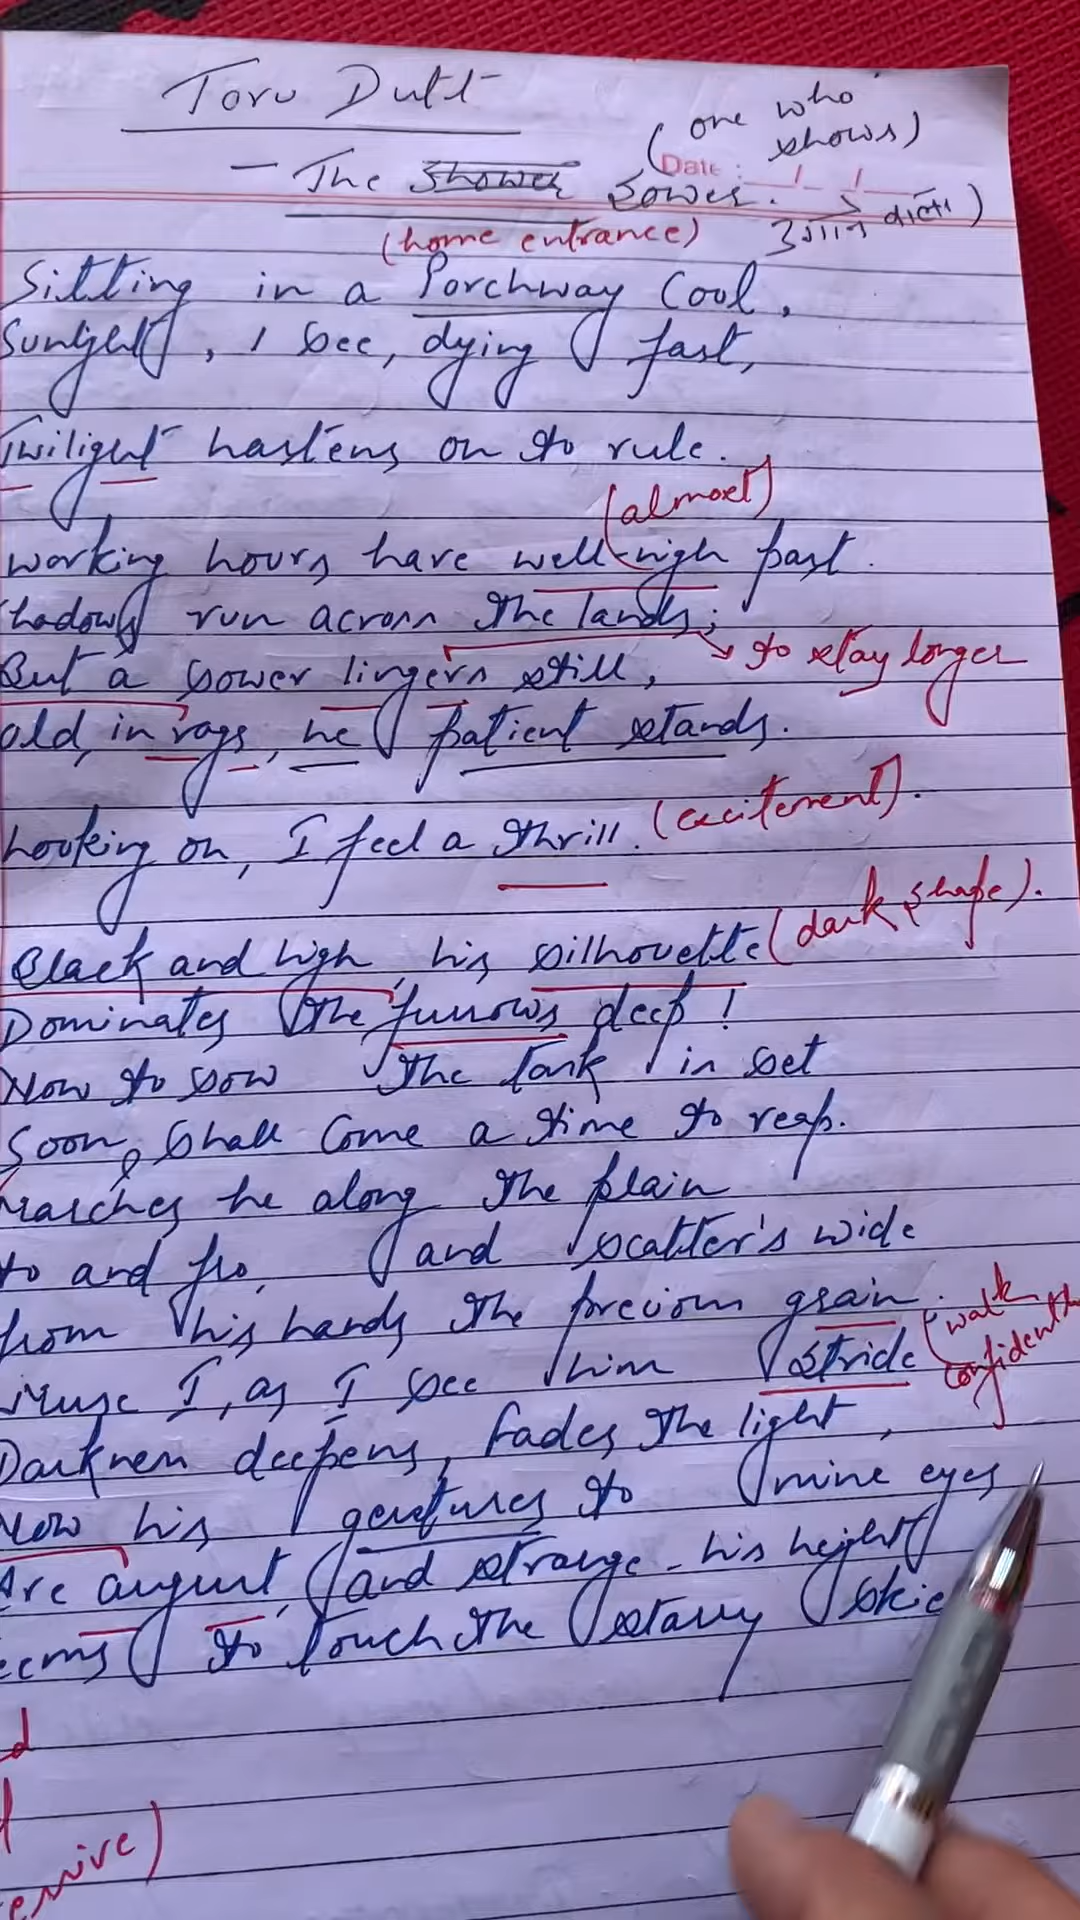 Toru Dutt
(one who
shows)
- The Shower Sower.
Date :
(home entrance)
Sitting in a Porchway Cool,
Sunlight, I see, dying fast,
Twilight hastens on to rule.
(almost)
working hours have well-nigh past.
shadows run across the lands;
But a sower lingers still,
to stay longer
old, in rags, he patient stands.
Looking on, I feel a thrill. (excitement).
Black and high, his silhouette (dark shape).
Dominates the furrows deep!
Now to sow the task is set
Soon shall Come a time to reap.
Marches he along the plain
to and fro, and scatter's wide
from his hands the precious grain.
(walk
confidently
Muse I, as I see him stride
Darkness deepens, fades the light,
Now his gestures to mine eyes
Are august, and strange - his height
seems to touch the starry skie